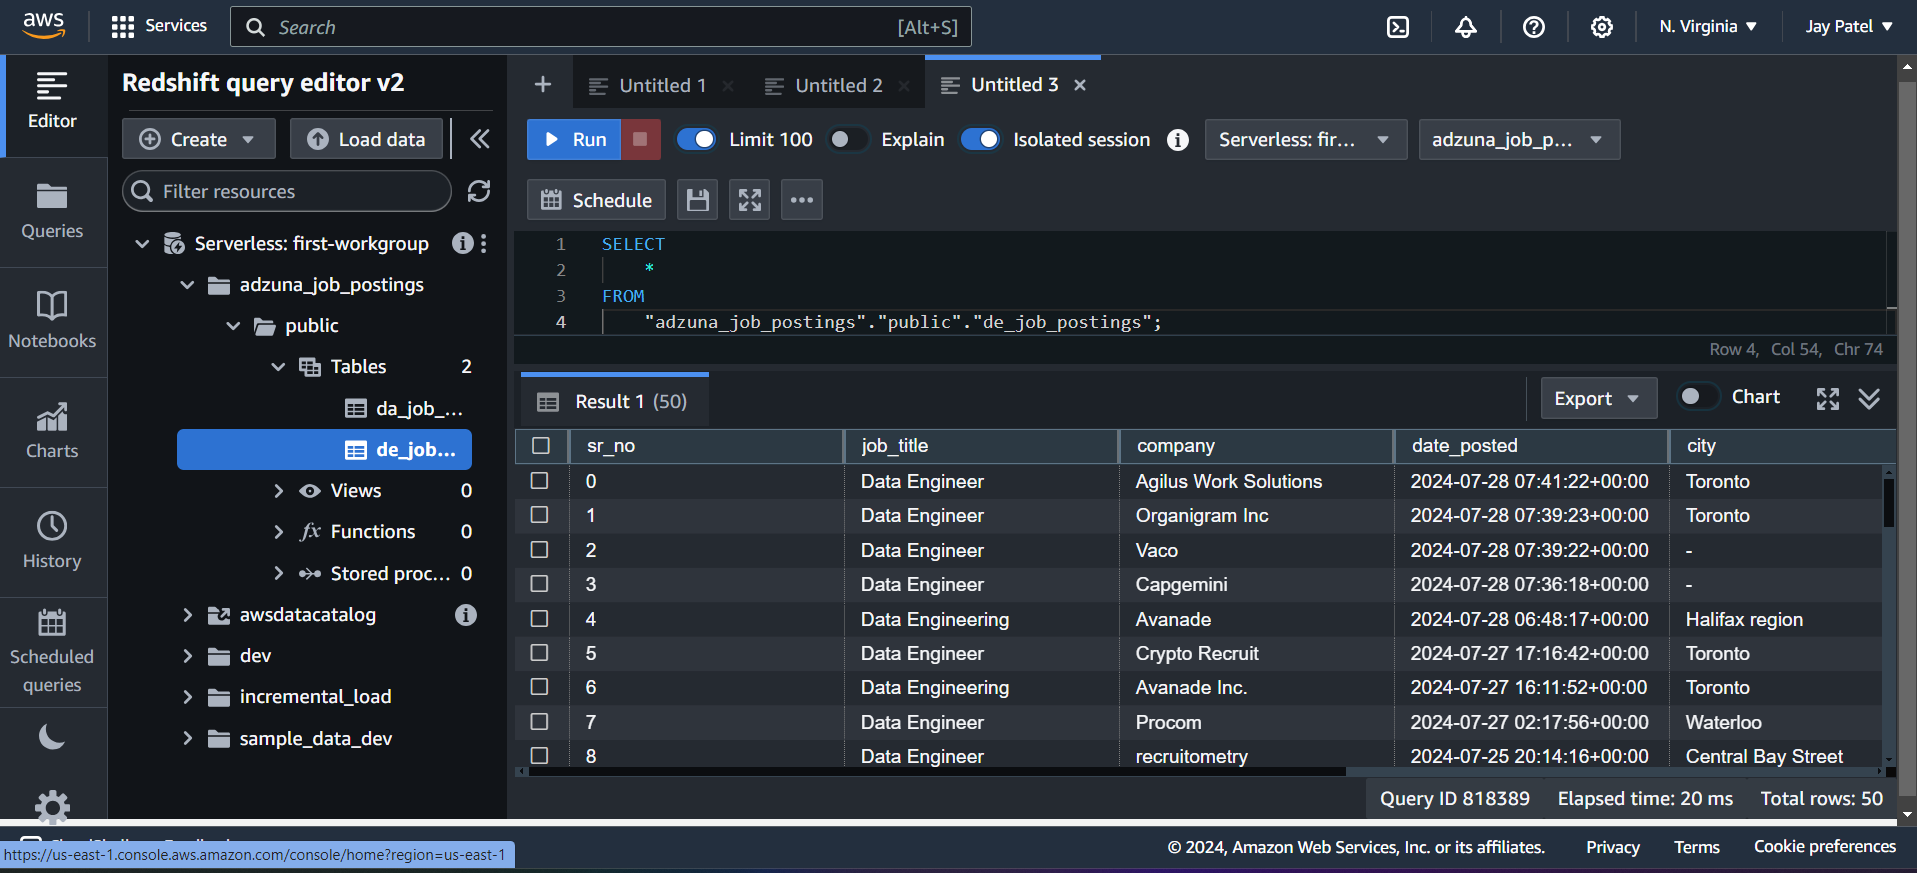 aws
Services
Search
[Alt+S]
N. Virginia
Jay Patel
Editor
Queries
Notebooks
Charts
History
Scheduled
queries
Redshift query editor v2
Create
Load data
Filter resources
Serverless: first-workgroup
adzuna_job_postings
public
Tables 2
da_job_...
de_job...
Views 0
fx Functions 0
Stored proc... 0
awsdatacatalog
dev
incremental_load
sample_data_dev
Untitled 1
Untitled 2
Untitled 3
Run
Limit 100
Explain
Isolated session
Serverless: fir...
adzuna_job_p...
Schedule
1 SELECT
2 *
3 FROM
4 "adzuna_job_postings"."public"."de_job_postings";
Row 4, Col 54, Chr 74
Result 1 (50)
Export
Chart
sr_no job_title company date_posted city
0 Data Engineer Agilus Work Solutions 2024-07-28 07:41:22+00:00 Toronto
1 Data Engineer Organigram Inc 2024-07-28 07:39:23+00:00 Toronto
2 Data Engineer Vaco 2024-07-28 07:39:22+00:00 -
3 Data Engineer Capgemini 2024-07-28 07:36:18+00:00 -
4 Data Engineering Avanade 2024-07-28 06:48:17+00:00 Halifax region
5 Data Engineer Crypto Recruit 2024-07-27 17:16:42+00:00 Toronto
6 Data Engineering Avanade Inc. 2024-07-27 16:11:52+00:00 Toronto
7 Data Engineer Procom 2024-07-27 02:17:56+00:00 Waterloo
8 Data Engineer recruitometry 2024-07-25 20:14:16+00:00 Central Bay Street
Query ID 818389 Elapsed time: 20 ms Total rows: 50
https://us-east-1.console.aws.amazon.com/console/home?region=us-east-1
© 2024, Amazon Web Services, Inc. or its affiliates. Privacy Terms Cookie preferences